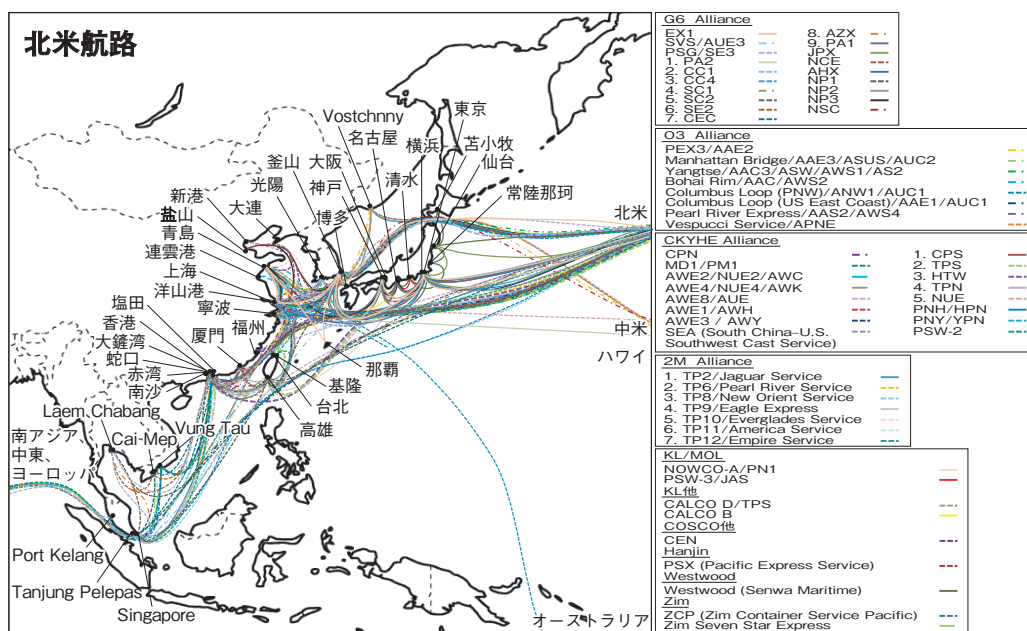 北米航路
Vostchnny
名古屋
東京
横浜
苫小牧
仙台
釜山
大阪
神戸
清水
常陸那珂
光陽
博多
新港
大連
盐山
青島
連雲港
上海
洋山港
寧波
塩田
福州
香港
厦門
大鏟湾
蛇口
赤湾
南沙
那覇
基隆
台北
高雄
北米
中米
ハワイ
Laem Chabang
Cai-Mep
Vung Tau
南アジア、
中東、
ヨーロッパ
Port Kelang
Tanjung Pelepas
Singapore
オーストラリア
G6 Alliance
EX1
SVS/AUE3
PSG/SE3
1. PA2
2. CC1
3. CC4
4. SC1
5. SC2
6. SE2
7. CEC
8. AZX
9. PA1
JPX
NCE
AHX
NP1
NP2
NP3
NSC
O3 Alliance
PEX3/AAE2
Manhattan Bridge/AAE3/ASUS/AUC2
Yangtse/AAC3/ASW/AWS1/AS2
Bohai Rim/AAC/AWS2
Columbus Loop (PNW)/ANW1/AUC1
Columbus Loop (US East Coast)/AAE1/AUC1
Pearl River Express/AAS2/AWS4
Vespucci Service/APNE
CKYHE Alliance
CPN
MD1/PM1
AWE2/NUE2/AWC
AWE4/NUE4/AWK
AWE8/AUE
AWE1/AWH
AWE3 / AWY
SEA (South China-U.S.
Southwest Cast Service)
1. CPS
2. TPS
3. HTW
4. TPN
5. NUE
PNH/HPN
PNY/YPN
PSW-2
2M Alliance
1. TP2/Jaguar Service
2. TP6/Pearl River Service
3. TP8/New Orient Service
4. TP9/Eagle Express
5. TP10/Everglades Service
6. TP11/America Service
7. TP12/Empire Service
KL/MOL
NOWCO-A/PN1
PSW-3/JAS
KL他
CALCO D/TPS
CALCO B
COSCO他
CEN
Hanjin
PSX (Pacific Express Service)
Westwood
Westwood (Senwa Maritime)
Zim
ZCP (Zim Container Service Pacific)
Zim Seven Star Express